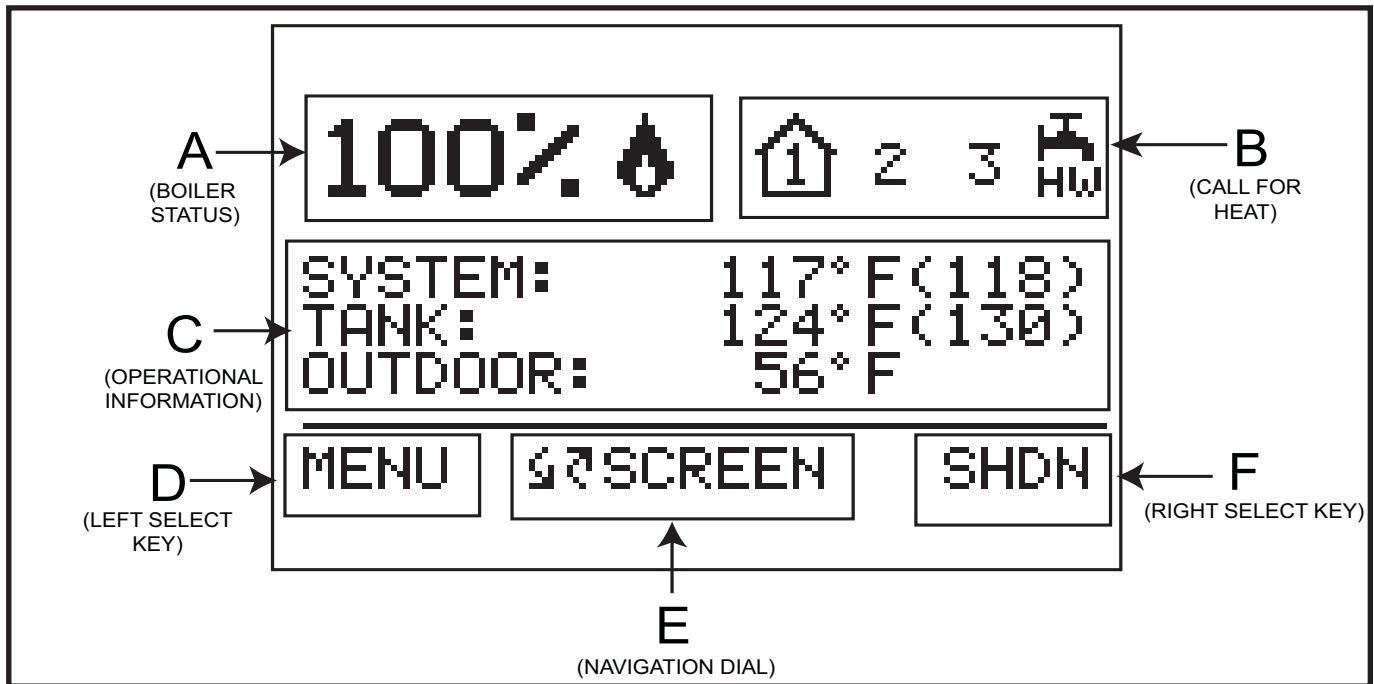 100%
1 2 3 HW
A
(BOILER
STATUS)
B
(CALL FOR
HEAT)
SYSTEM: 117°F(118)
TANK: 124°F(130)
OUTDOOR: 56°F
C
(OPERATIONAL
INFORMATION)
MENU SCREEN SHDN
D
(LEFT SELECT
KEY)
F
(RIGHT SELECT KEY)
E
(NAVIGATION DIAL)